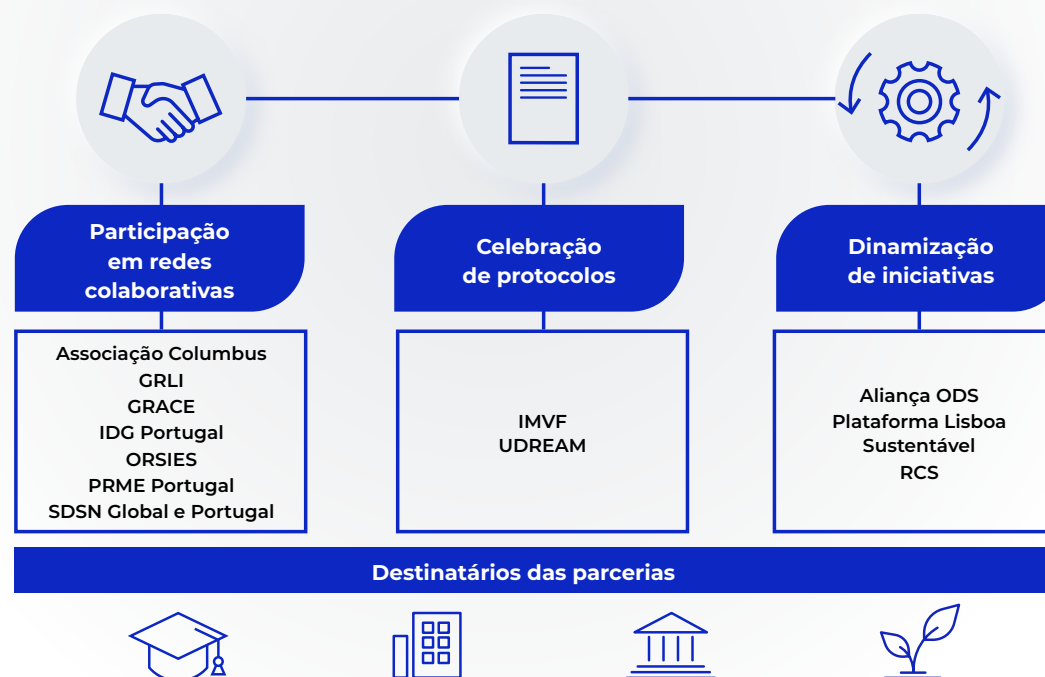 Participação
em redes
colaborativas
Associação Columbus
GRLI
GRACE
IDG Portugal
ORSIES
PRME Portugal
SDSN Global e Portugal
Celebração
de protocolos
IMVF
UDREAM
Dinamização
de iniciativas
Aliança ODS
Plataforma Lisboa
Sustentável
RCS
Destinatários das parcerias